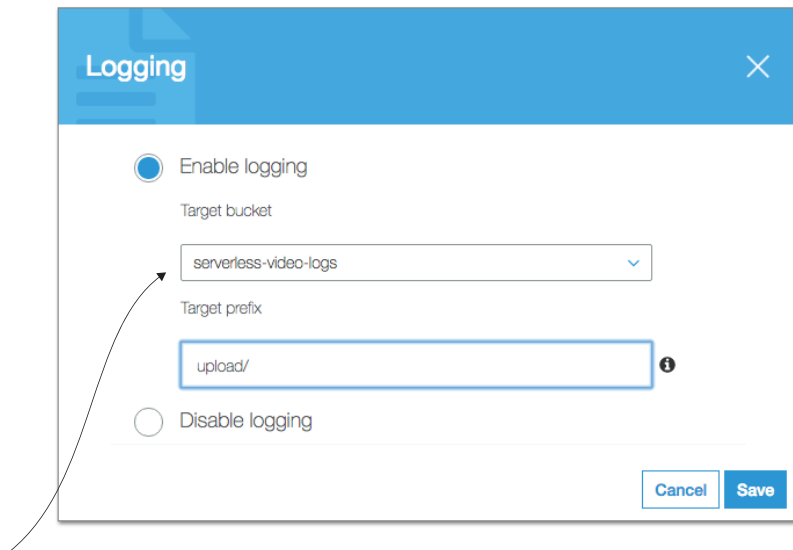 Logging
Enable logging
Target bucket
serverless-video-logs
Target prefix
upload/
Disable logging
Cancel Save